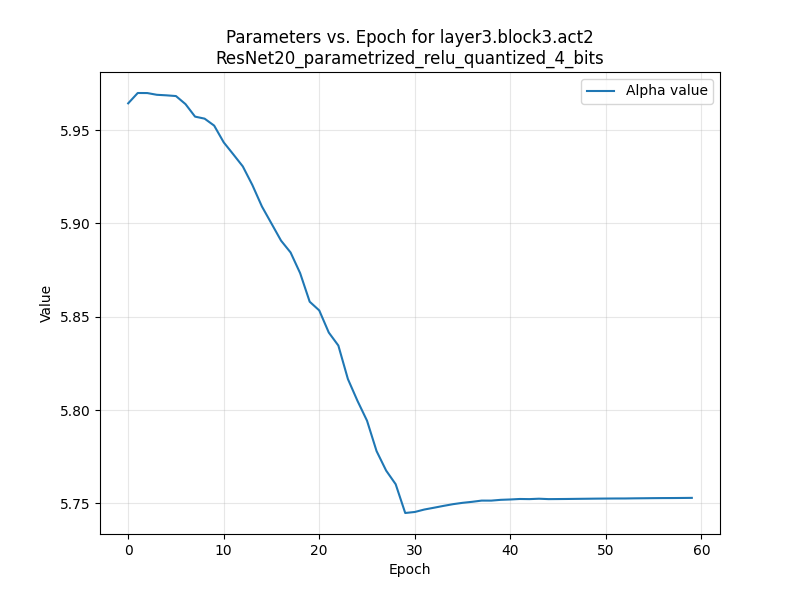 Parameters vs. Epoch for layer3.block3.act2
ResNet20_parametrized_relu_quantized_4_bits
Alpha value
5.95
5.90
5.85
5.80
5.75
Value
0 10 20 30 40 50 60
Epoch